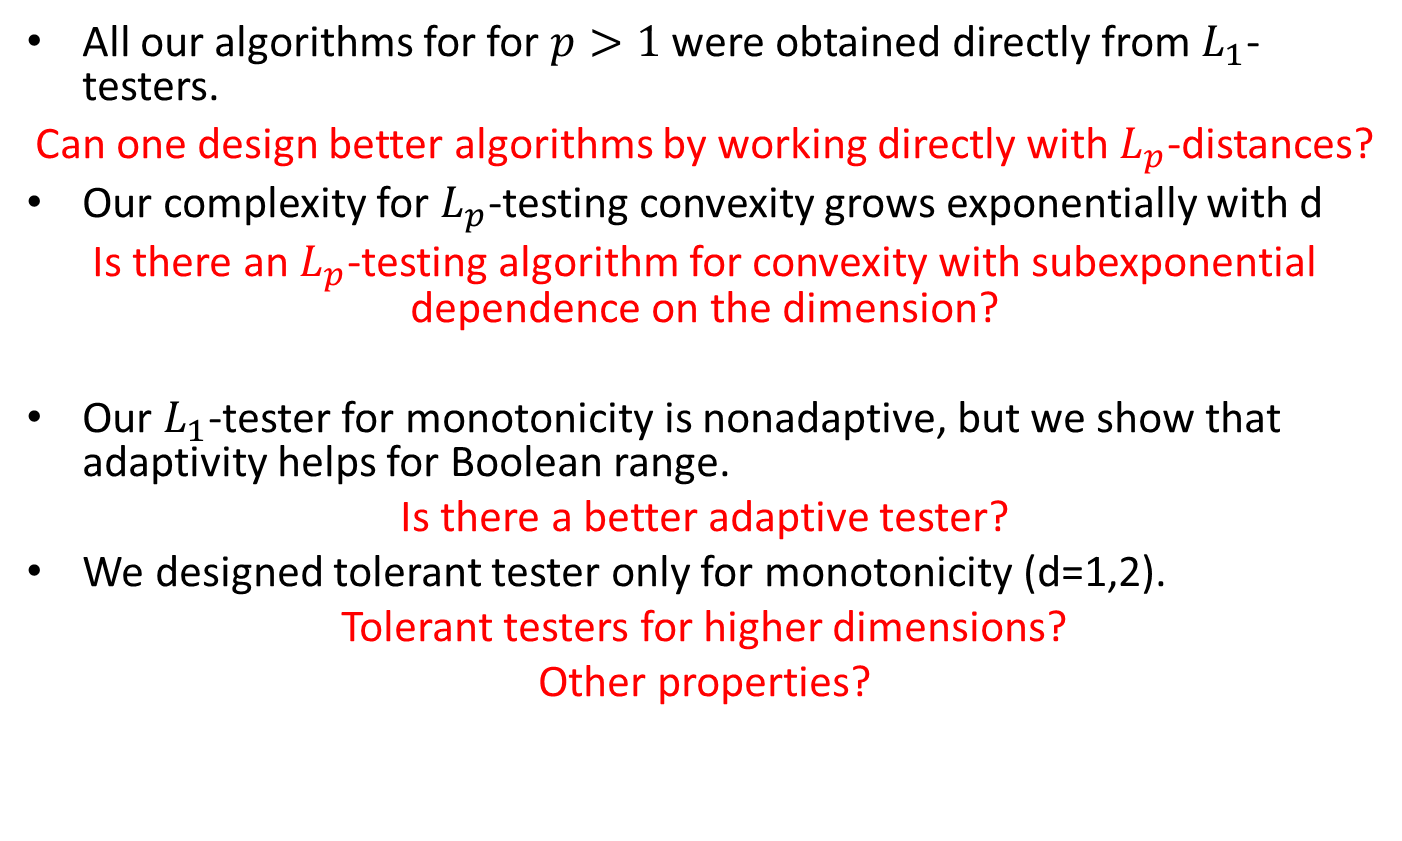 • All our algorithms for for 𝑝 > 1 were obtained directly from 𝐿₁-
testers.
Can one design better algorithms by working directly with 𝐿ₚ-distances?
• Our complexity for 𝐿ₚ-testing convexity grows exponentially with d
Is there an 𝐿ₚ-testing algorithm for convexity with subexponential
dependence on the dimension?
• Our 𝐿₁-tester for monotonicity is nonadaptive, but we show that
adaptivity helps for Boolean range.
Is there a better adaptive tester?
• We designed tolerant tester only for monotonicity (d=1,2).
Tolerant testers for higher dimensions?
Other properties?